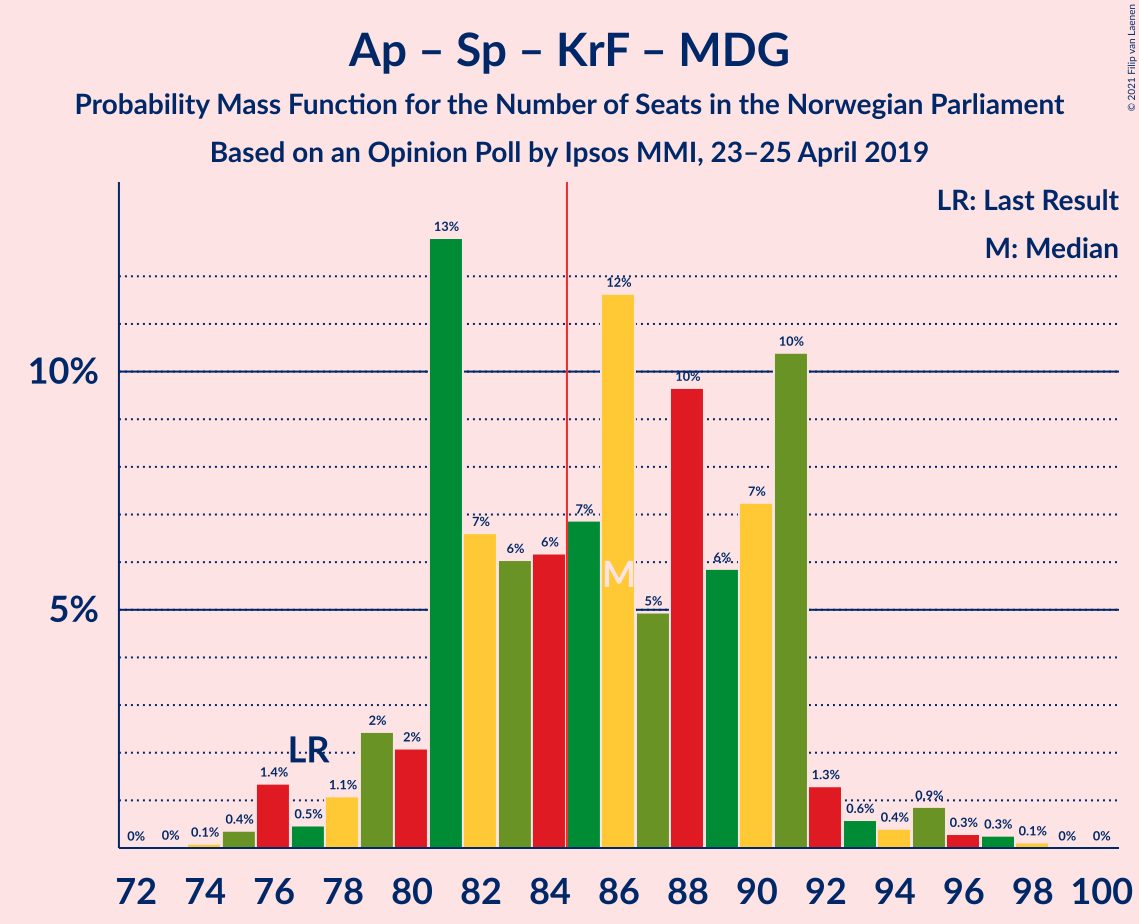 Ap – Sp – KrF – MDG
Probability Mass Function for the Number of Seats in the Norwegian Parliament
Based on an Opinion Poll by Ipsos MMI, 23–25 April 2019
© 2021 Filip van Laenen
LR: Last Result
M: Median
10%
5%
0% 0% 0.1% 0.4% 1.4% 0.5% 1.1% 2% 2% 13% 7% 6% 6% 7% 12% 5% 10% 6% 7% 10% 1.3% 0.6% 0.4% 0.9% 0.3% 0.3% 0.1% 0% 0%
LR
M
72 74 76 78 80 82 84 86 88 90 92 94 96 98 100